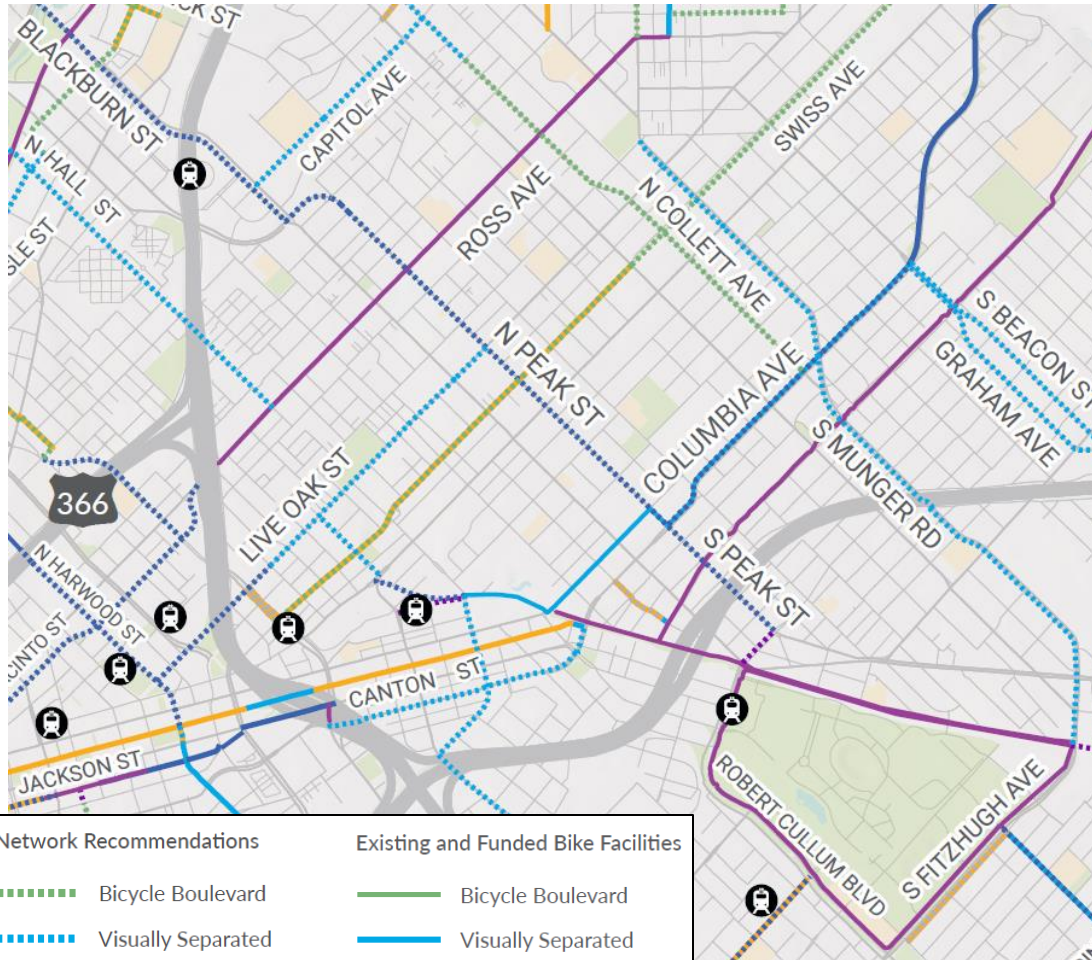 CK ST
BLACKBURN ST
CAPITOL AVE
SWISS AVE
N HALL ST
ROSS AVE
N COLLETT AVE
SLE ST
S BEACON ST
N PEAK ST
GRAHAM AVE
COLUMBIA AVE
S MUNGER RD
LIVE OAK ST
366
S PEAK ST
N HARWOOD ST
CINTO ST
CANTON ST
JACKSON ST
ROBERT CULLUM BLVD
S FITZHUGH AVE
Network Recommendations
Existing and Funded Bike Facilities
Bicycle Boulevard
Bicycle Boulevard
Visually Separated
Visually Separated